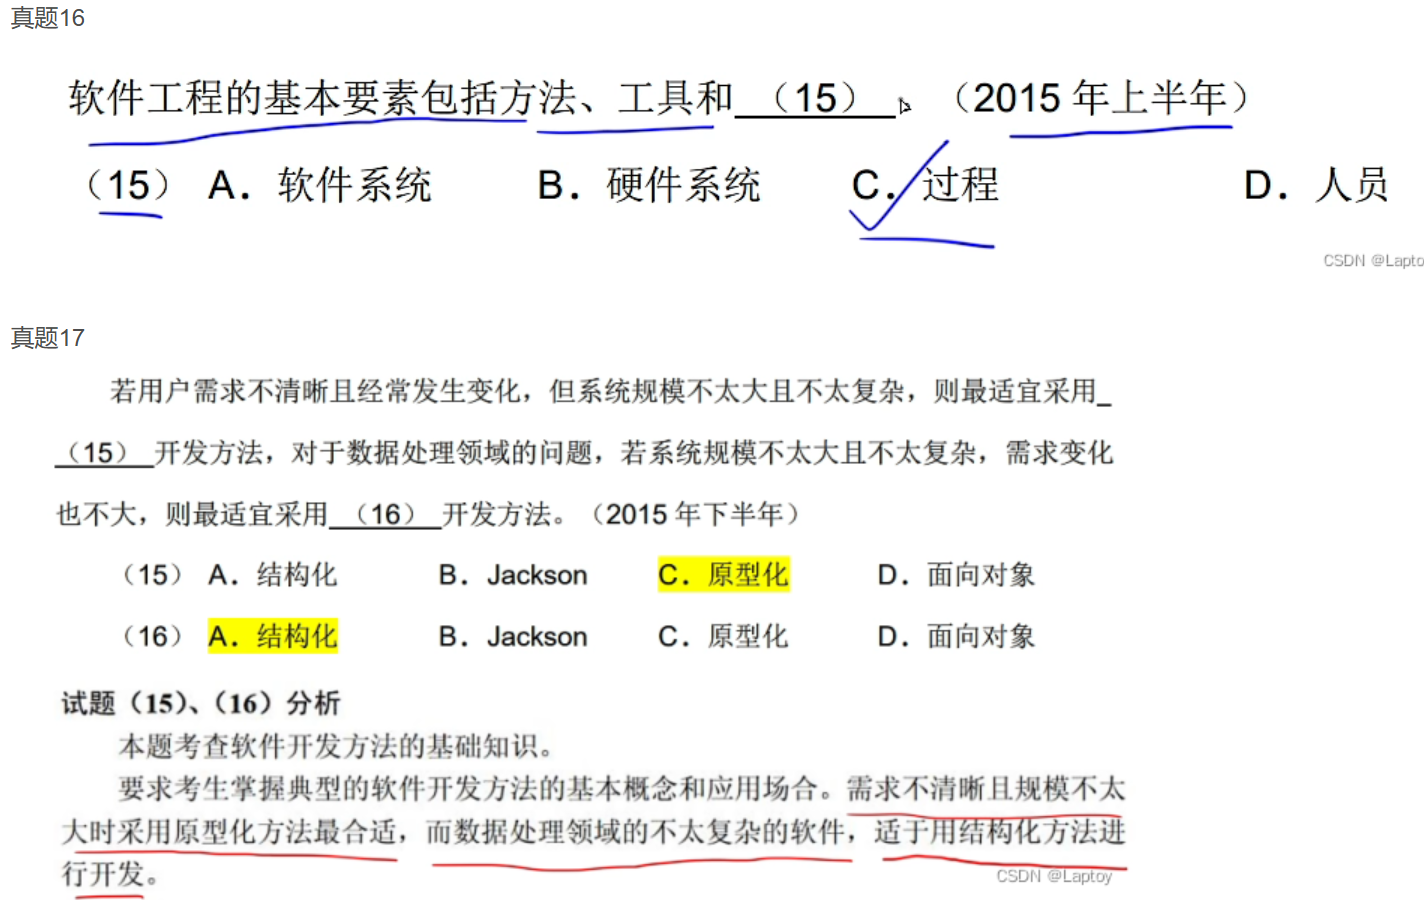 真题16
软件工程的基本要素包括方法、工具和 （15） 。（2015 年上半年）
（15） A．软件系统 B．硬件系统 C．过程 D．人员
CSDN @Lapto
真题17
若用户需求不清晰且经常发生变化，但系统规模不太大且不太复杂，则最适宜采用_
（15） 开发方法，对于数据处理领域的问题，若系统规模不太大且不太复杂，需求变化
也不大，则最适宜采用 （16） 开发方法。（2015 年下半年）
（15） A．结构化 B．Jackson C．原型化 D．面向对象
（16） A．结构化 B．Jackson C．原型化 D．面向对象
试题（15）、（16）分析
本题考查软件开发方法的基础知识。
要求考生掌握典型的软件开发方法的基本概念和应用场合。需求不清晰且规模不太
大时采用原型化方法最合适，而数据处理领域的不太复杂的软件，适于用结构化方法进
行开发。
CSDN @Laptoy